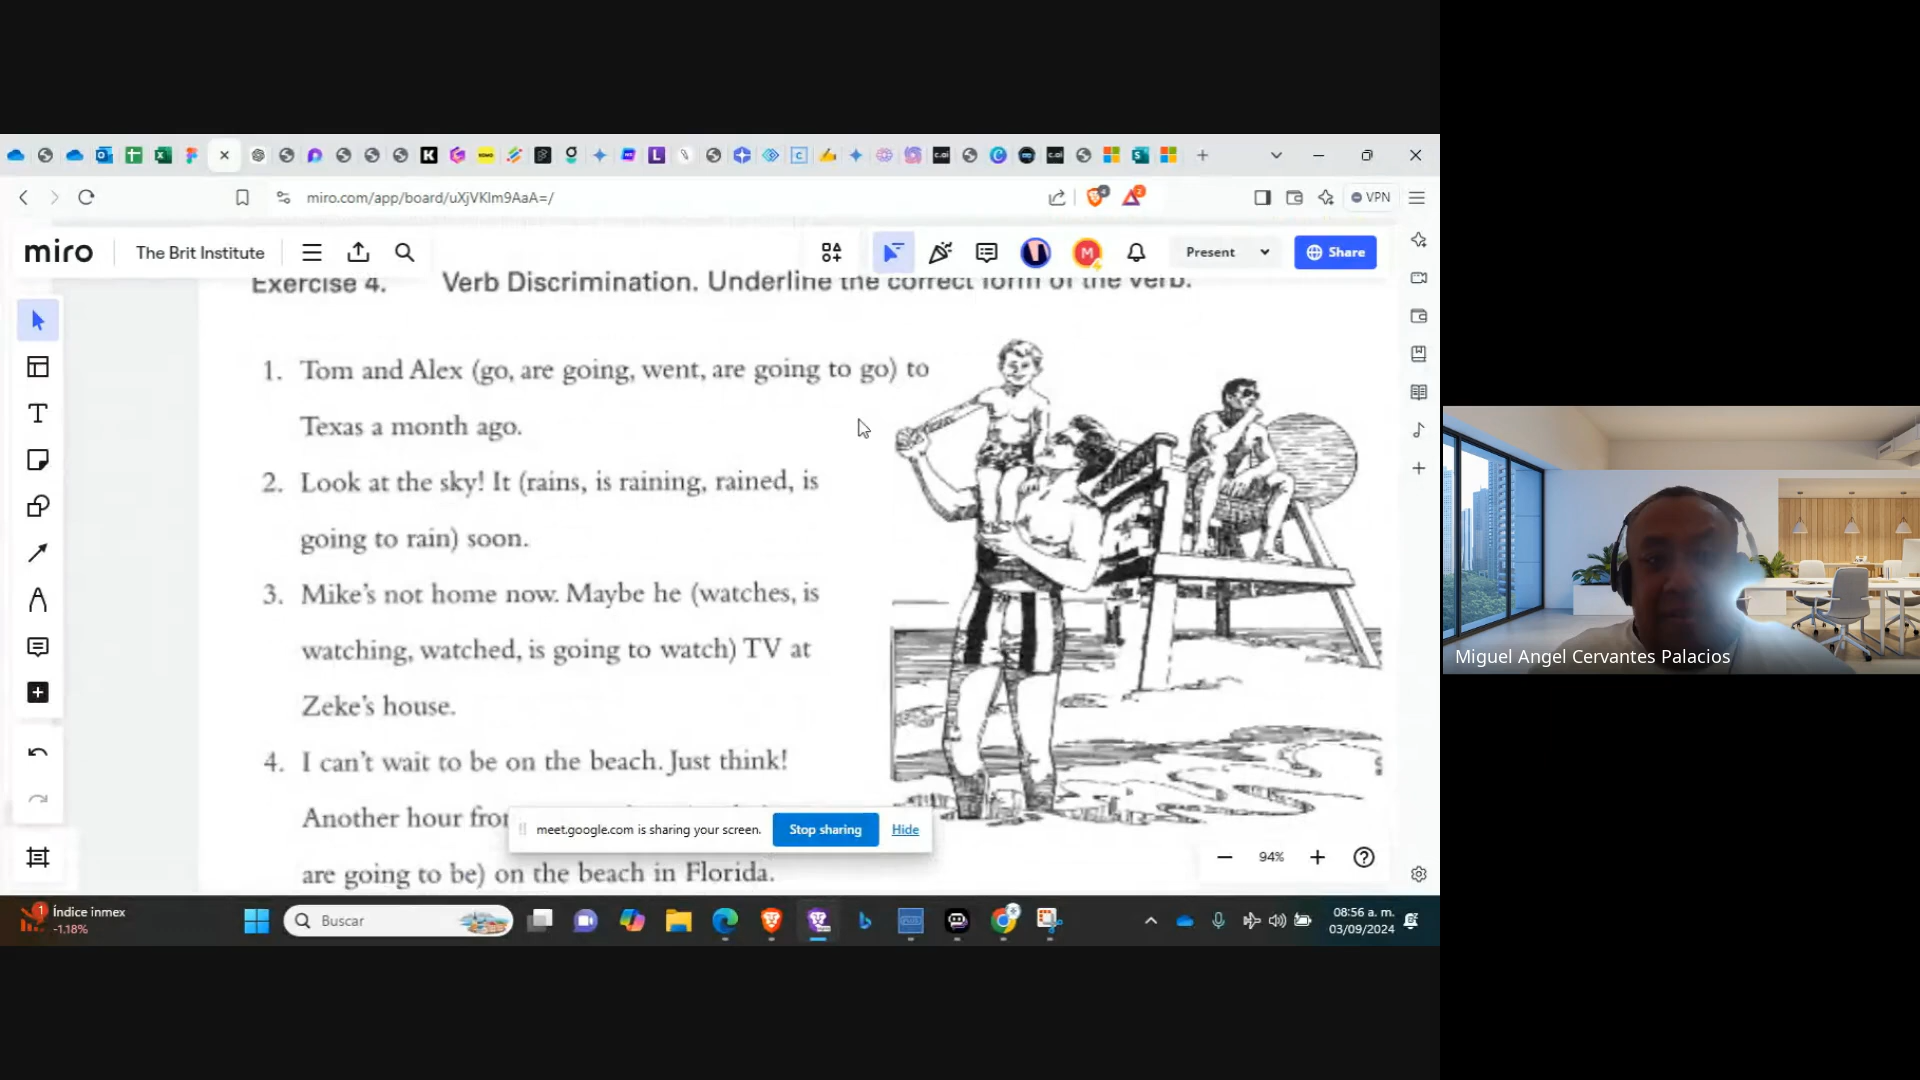 miro.com/app/board/uXjVKlm9AaA=/
VPN
miro
The Brit Institute
Present
Share
Exercise 4. Verb Discrimination. Underline the correct form of the verb.
1. Tom and Alex (go, are going, went, are going to go) to
Texas a month ago.
2. Look at the sky! It (rains, is raining, rained, is
going to rain) soon.
3. Mike's not home now. Maybe he (watches, is
watching, watched, is going to watch) TV at
Zeke's house.
4. I can't wait to be on the beach. Just think!
Another hour from
are going to be) on the beach in Florida.
meet.google.com is sharing your screen.
Stop sharing
Hide
94%
Índice inmex
-1.18%
Buscar
08:56 a. m.
03/09/2024
Miguel Angel Cervantes Palacios